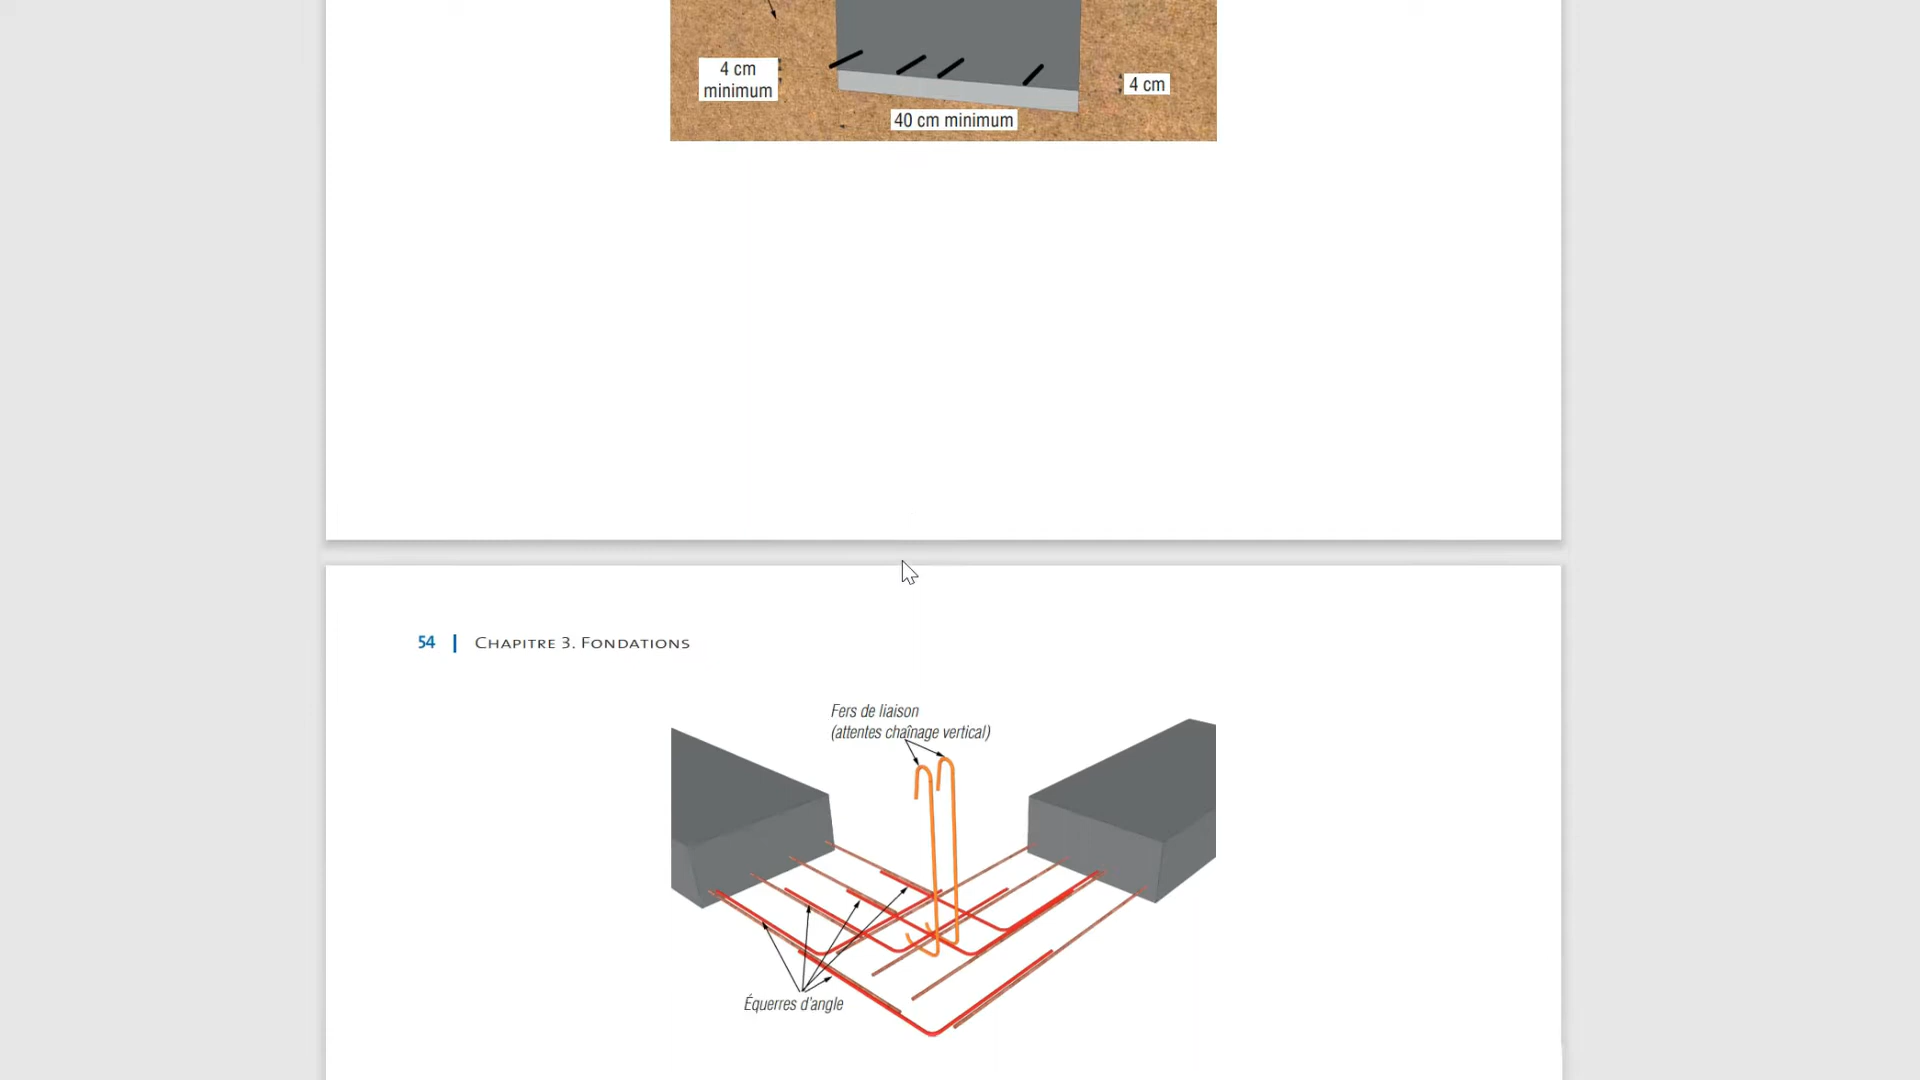 4 cm
minimum
4 cm
40 cm minimum
54 | CHAPITRE 3. FONDATIONS
Fers de liaison
(attentes chaînage vertical)
Équerres d'angle